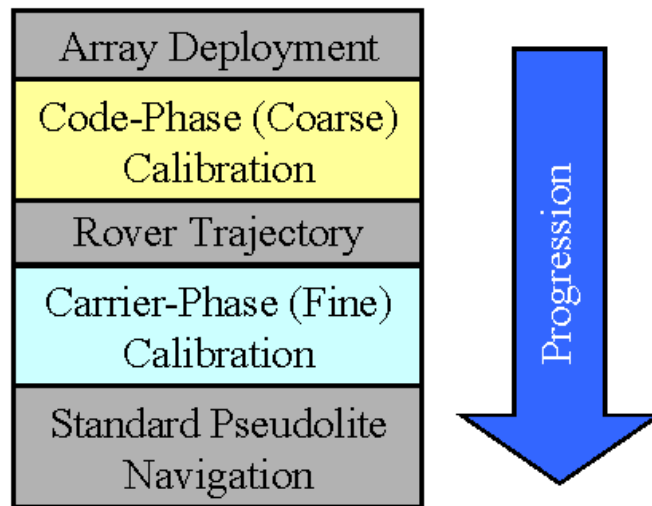 Array Deployment
Code-Phase (Coarse)
Calibration
Rover Trajectory
Carrier-Phase (Fine)
Calibration
Standard Pseudolite
Navigation
Progression